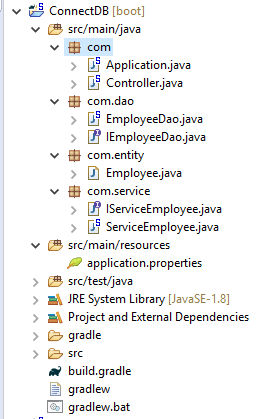 ConnectDB [boot]
src/main/java
com
Application.java
Controller.java
com.dao
EmployeeDao.java
IEmployeeDao.java
com.entity
Employee.java
com.service
IServiceEmployee.java
ServiceEmployee.java
src/main/resources
application.properties
src/test/java
JRE System Library [JavaSE-1.8]
Project and External Dependencies
gradle
src
build.gradle
gradlew
gradlew.bat